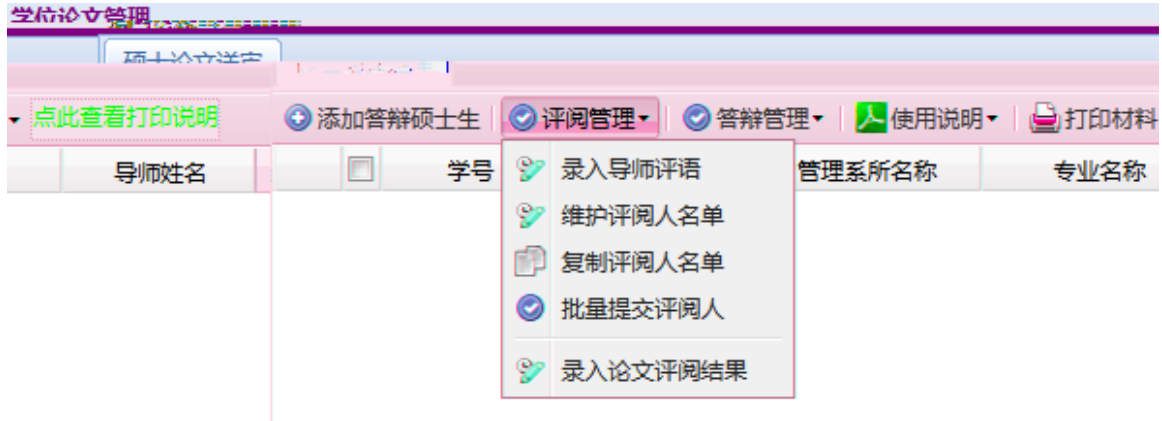 学位论文管理
硕士论文送审
点此查看打印说明 添加答辩硕士生 评阅管理 答辩管理 使用说明 打印材料
导师姓名 学号 管理系所名称 专业名称
录入导师评语
维护评阅人名单
复制评阅人名单
批量提交评阅人
录入论文评阅结果